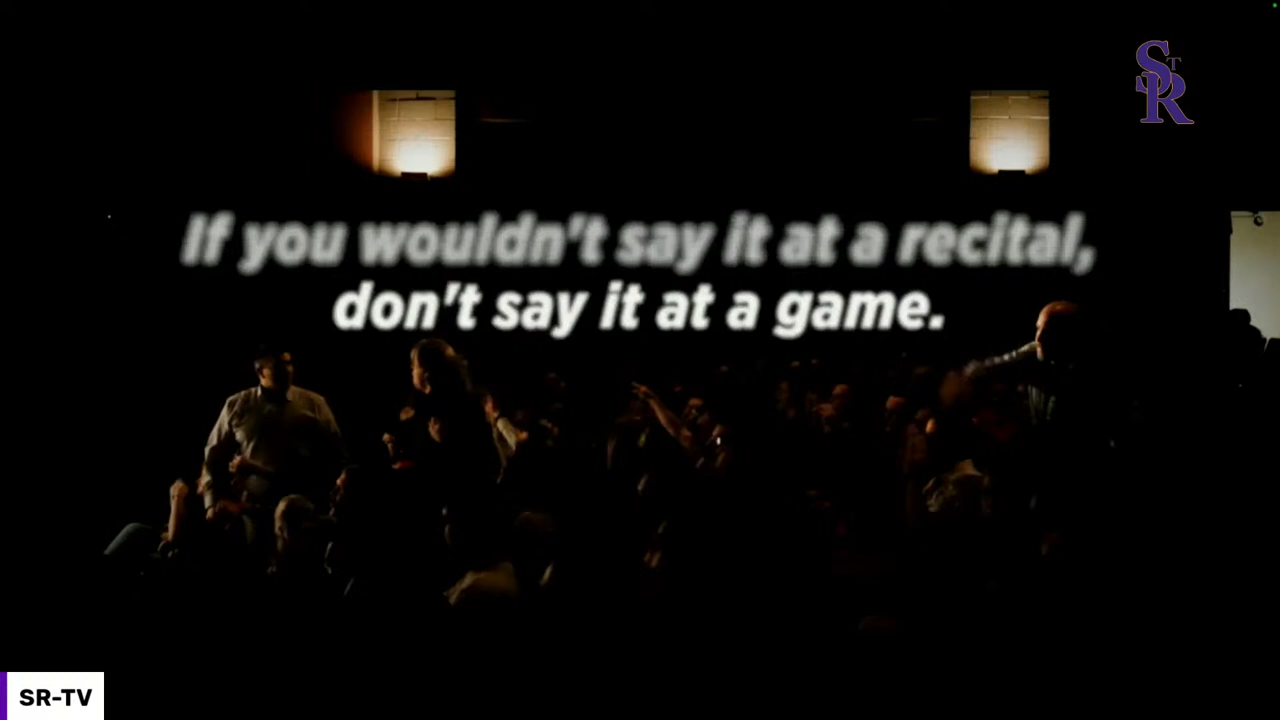 STR
If you wouldn't say it at a recital,
don't say it at a game.
SR-TV